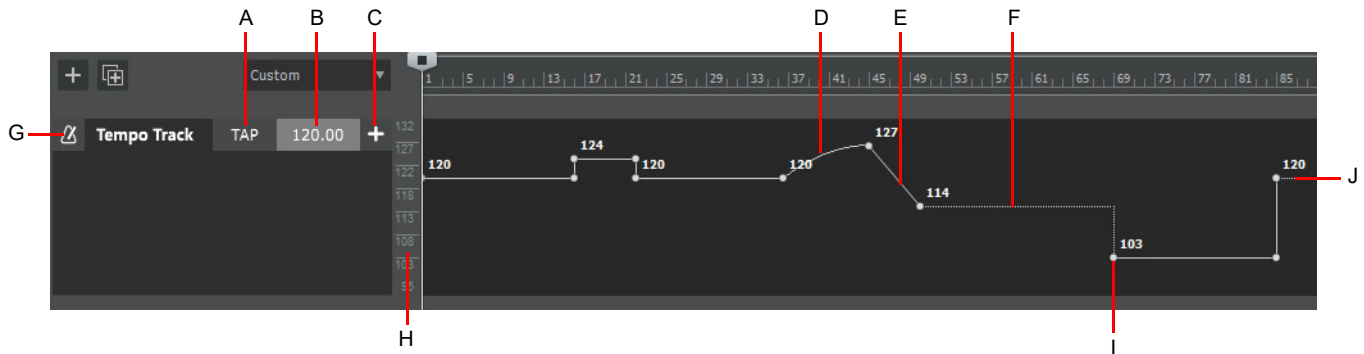 A B C D E F
Custom
1 5 9 13 17 21 25 29 33 37 41 45 49 53 57 61 65 69 73 77 81 85
G Tempo Track TAP 120.00
132
127
122
118
113
108
103
95
120 124 120 120 127 114 103 120
J
H
I